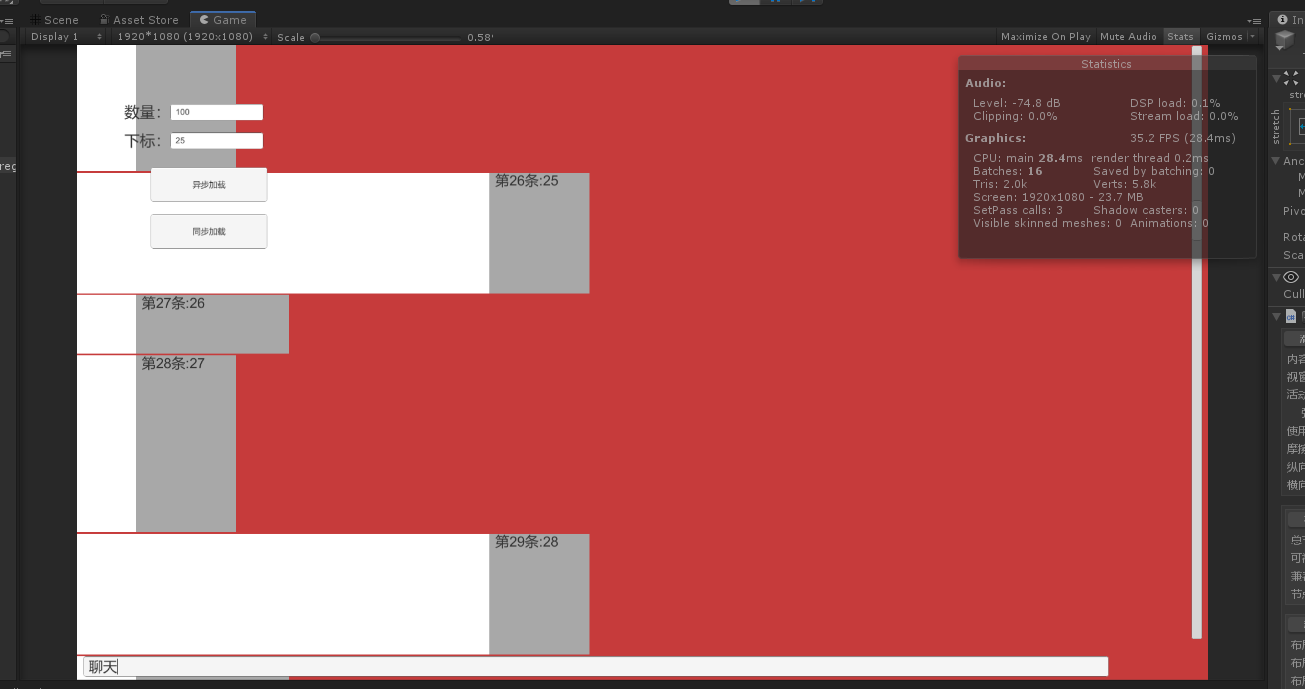 Scene Asset Store Game
Display 1 1920*1080 (1920x1080) Scale 0.58 Maximize On Play Mute Audio Stats Gizmos
数量: 100
下标: 25
异步加载
同步加载
第26条:25
第27条:26
第28条:27
第29条:28
聊天
Statistics
Audio:
Level: -74.8 dB DSP load: 0.1%
Clipping: 0.0% Stream load: 0.0%
Graphics: 35.2 FPS (28.4ms)
CPU: main 28.4ms render thread 0.2ms
Batches: 16 Saved by batching: 0
Tris: 2.0k Verts: 5.8k
Screen: 1920x1080 - 23.7 MB
SetPass calls: 3 Shadow casters: 0
Visible skinned meshes: 0 Animations: 0
stretch